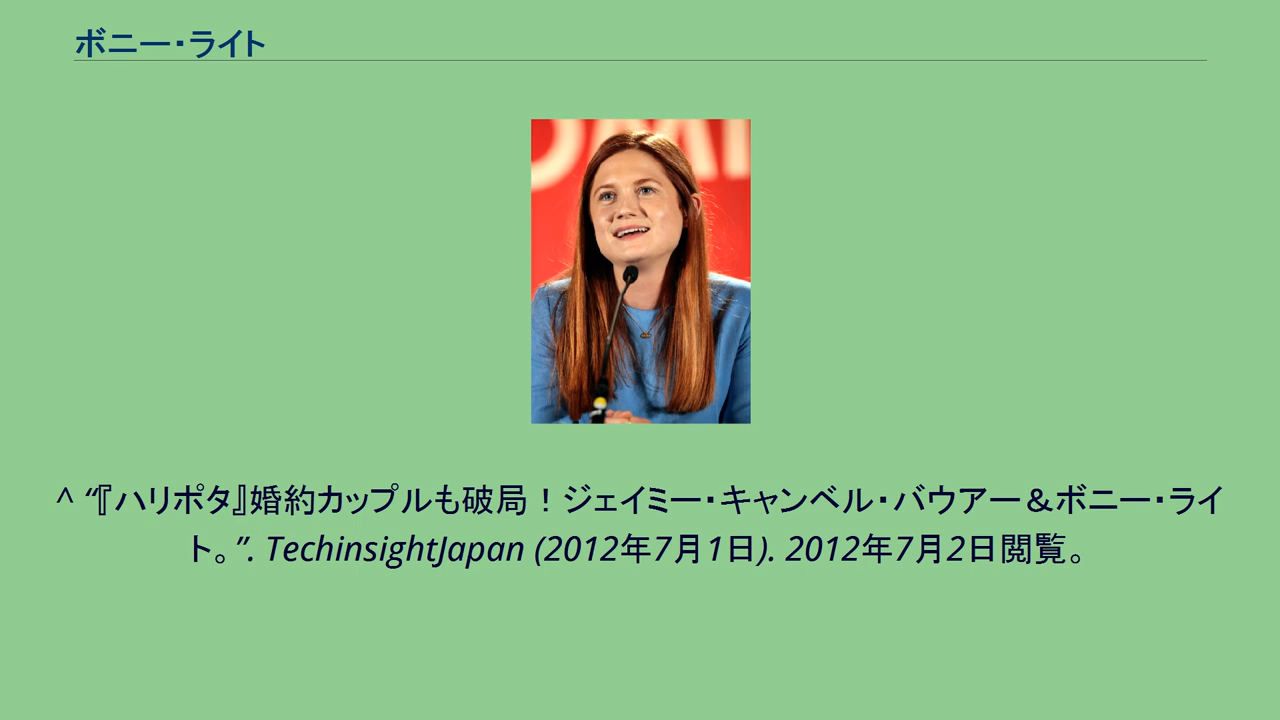 ボニー・ライト
^ “『ハリポタ』婚約カップルも破局！ジェイミー・キャンベル・バウアー＆ボニー・ライ
ト。”. TechinsightJapan (2012年7月1日). 2012年7月2日閲覧。